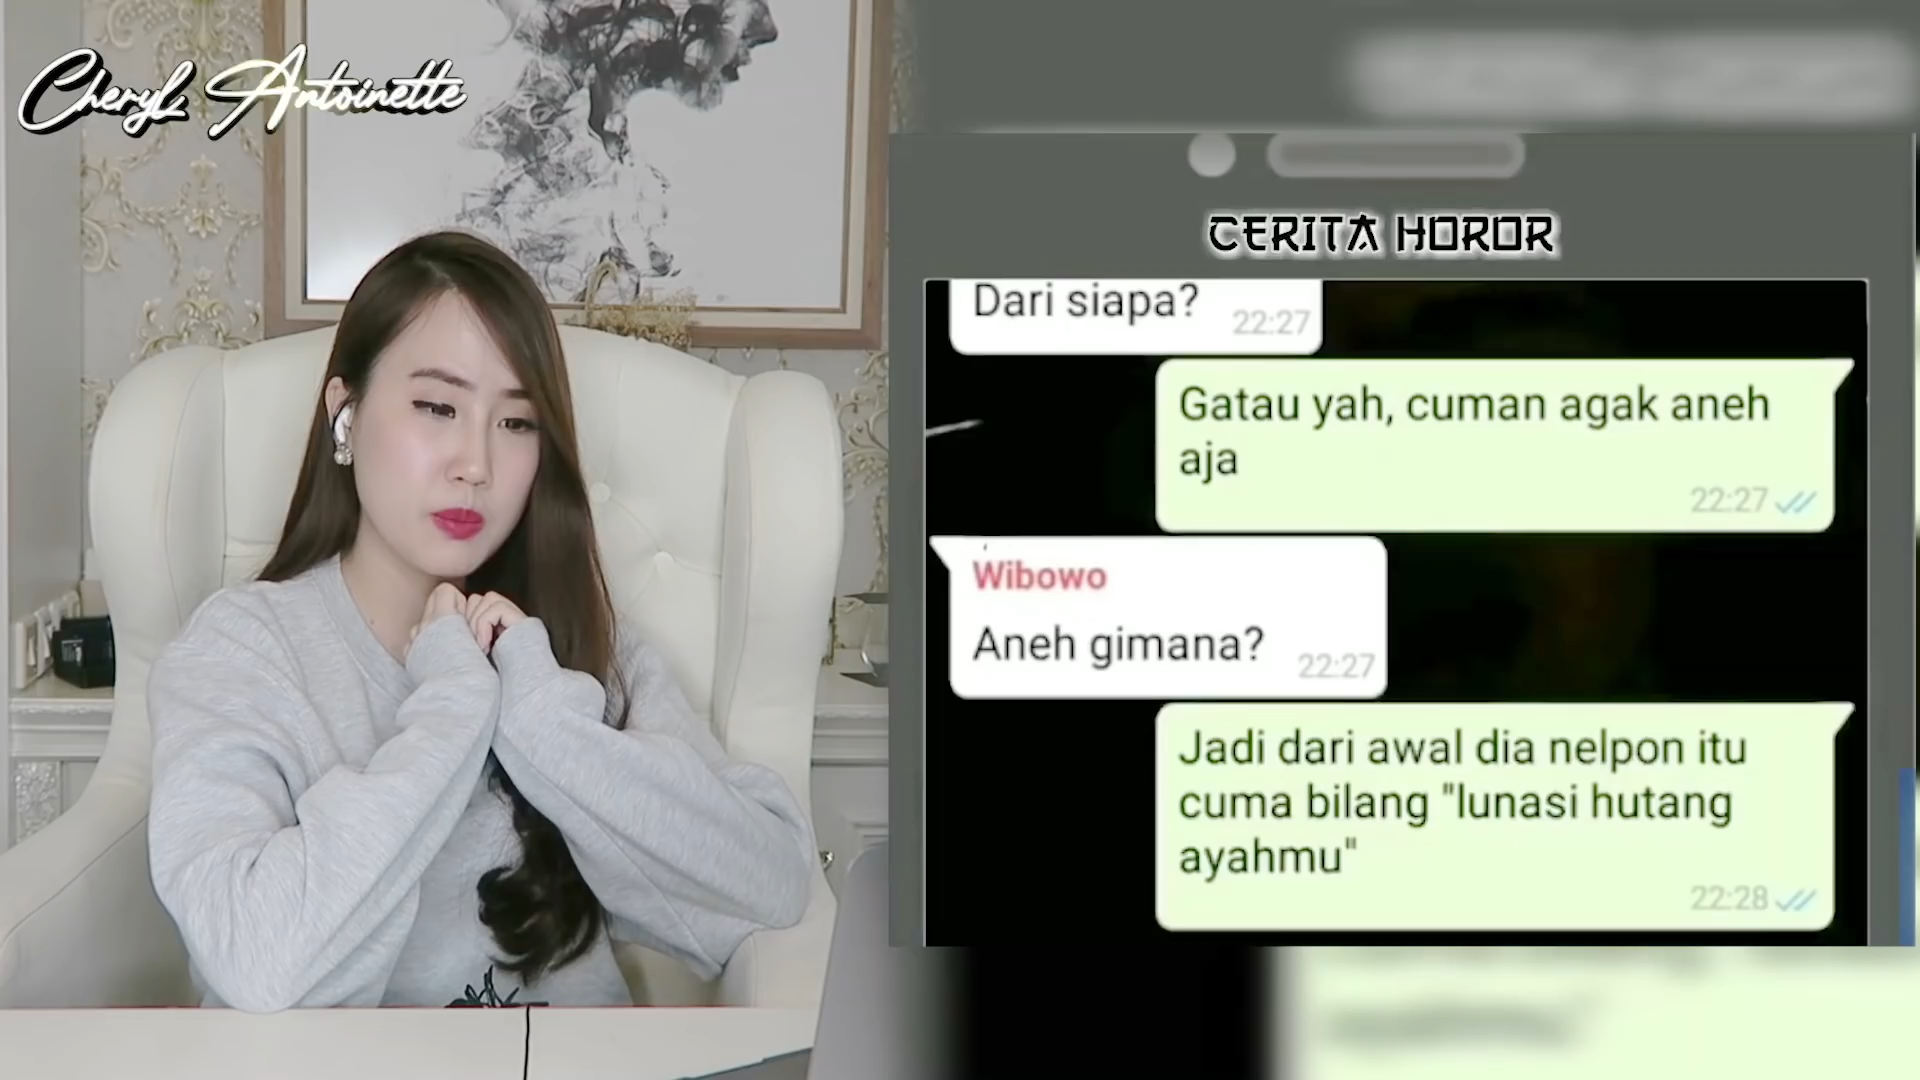 Cheryl Antoinette
CERITA HOROR
Dari siapa?
22:27
Gatau yah, cuman agak aneh
aja
22:27
Wibowo
Aneh gimana?
22:27
Jadi dari awal dia nelpon itu
cuma bilang "lunasi hutang
ayahmu"
22:28